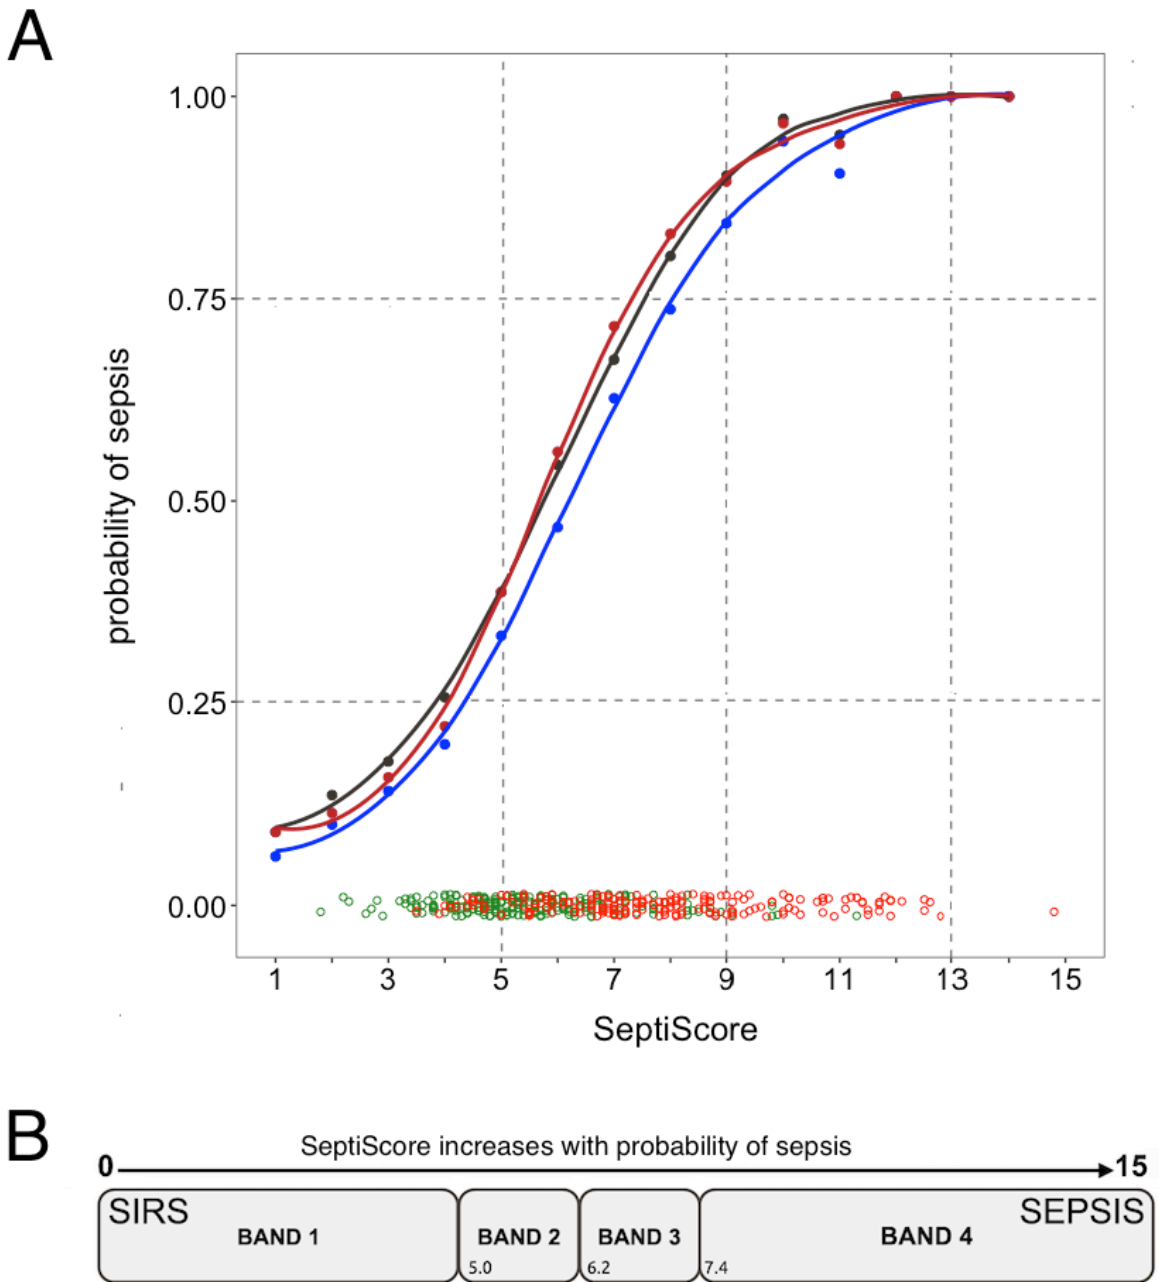 A
1.00
0.75
0.50
0.25
0.00
probability of sepsis
1 3 5 7 9 11 13 15
SeptiScore
B
SeptiScore increases with probability of sepsis
0 15
SIRS SEPSIS
BAND 1 BAND 2 BAND 3 BAND 4
5.0 6.2 7.4